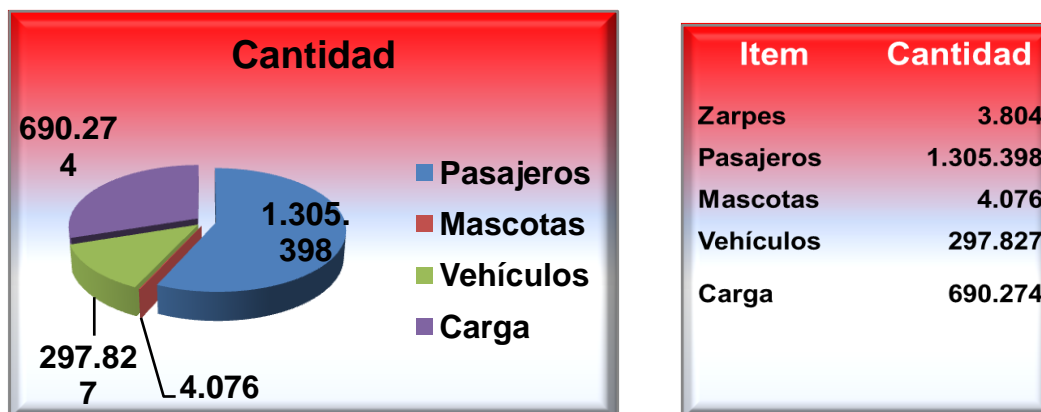 Cantidad
690.27
4
1.305.
398
297.82
7
4.076
Pasajeros
Mascotas
Vehículos
Carga
Item Cantidad
Zarpes 3.804
Pasajeros 1.305.398
Mascotas 4.076
Vehículos 297.827
Carga 690.274